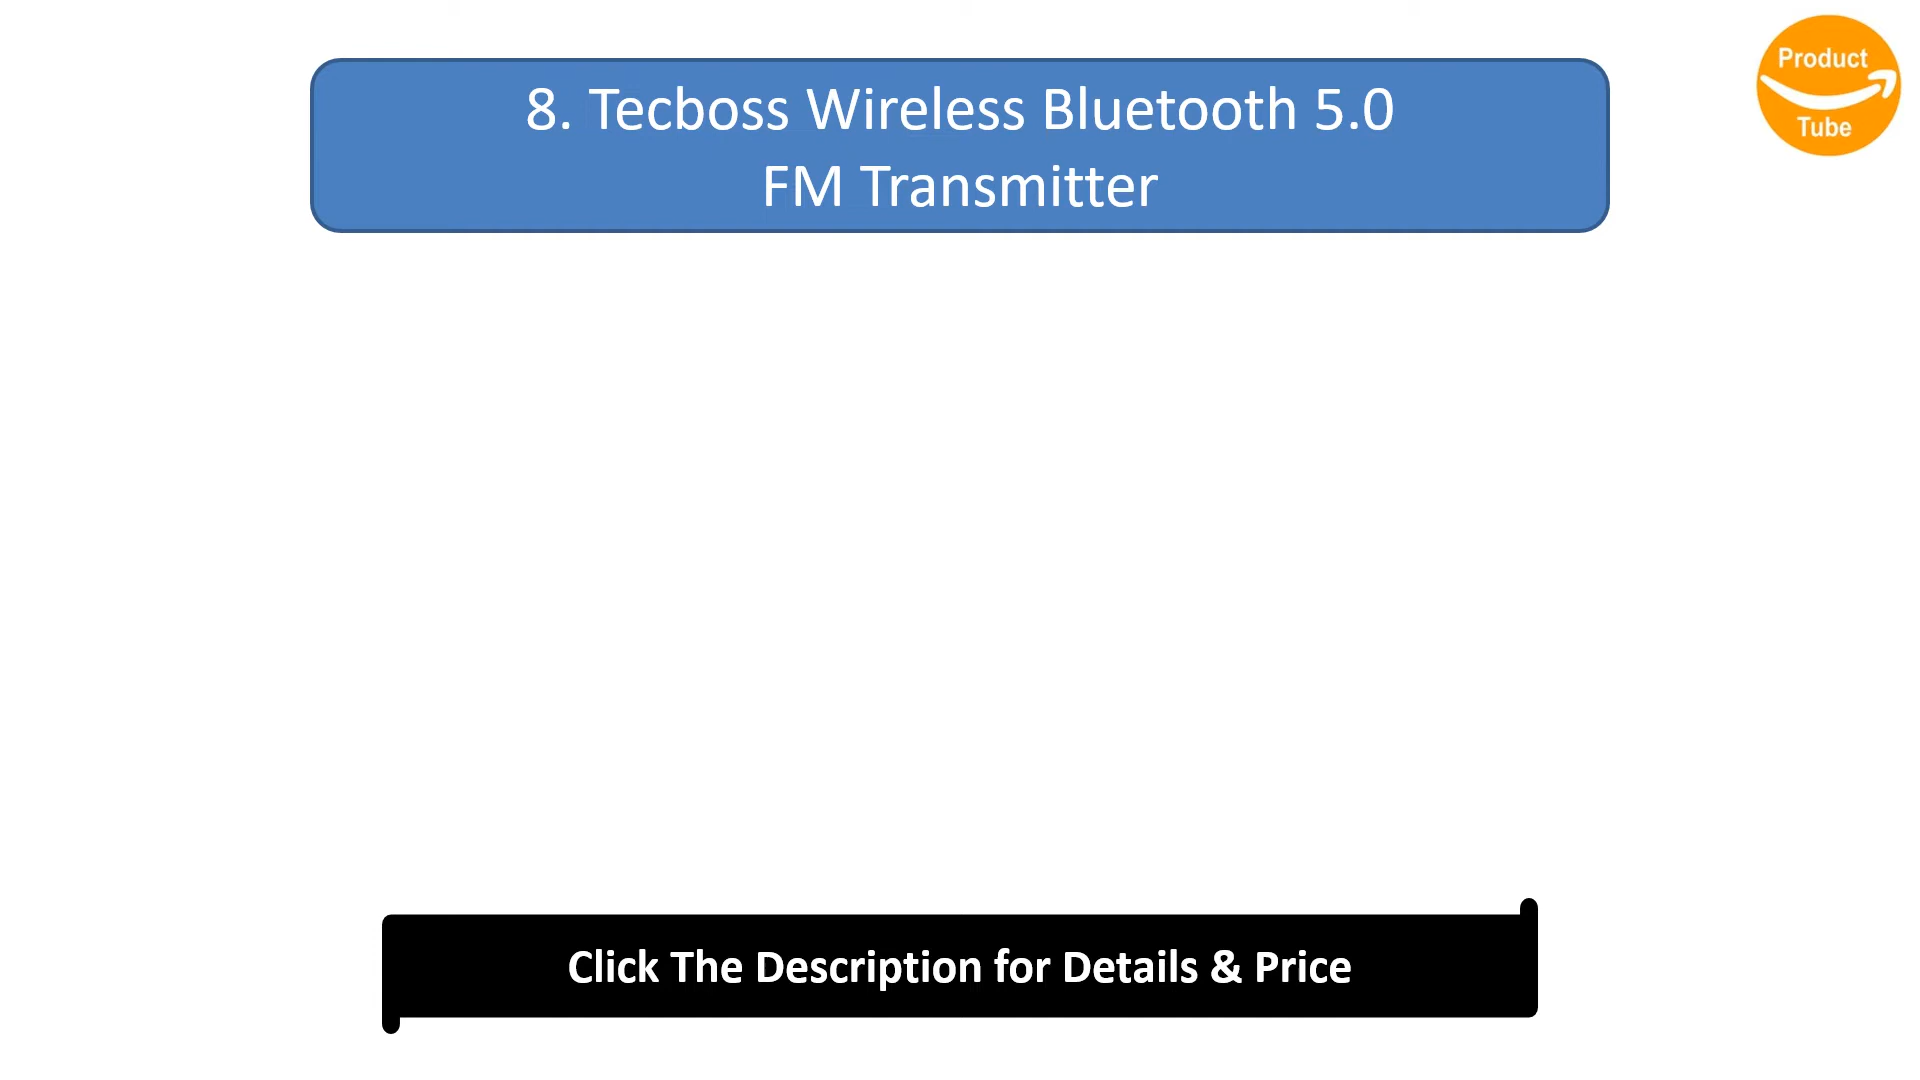 8. Tecboss Wireless Bluetooth 5.0
FM Transmitter
Product
Tube
Click The Description for Details & Price